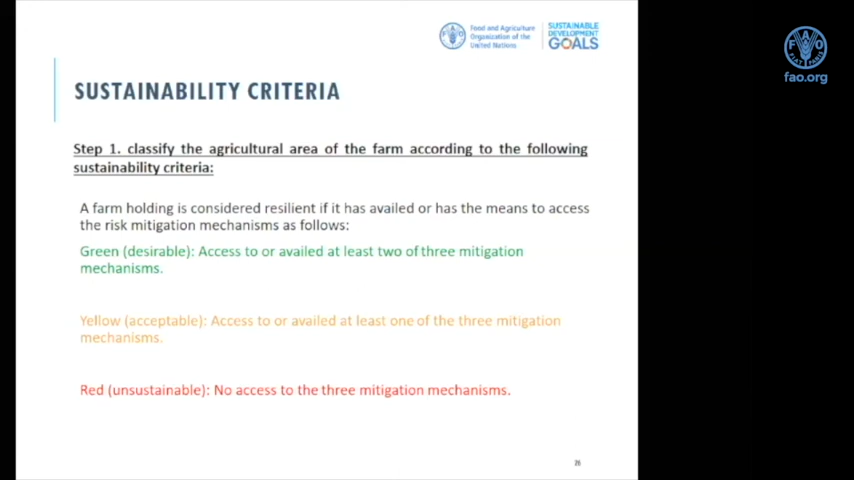 Food and Agriculture
Organization of the
United Nations
SUSTAINABLE
DEVELOPMENT
GOALS
FAO
FIAT PANIS
fao.org
SUSTAINABILITY CRITERIA
Step 1. classify the agricultural area of the farm according to the following
sustainability criteria:
A farm holding is considered resilient if it has availed or has the means to access
the risk mitigation mechanisms as follows:
Green (desirable): Access to or availed at least two of three mitigation
mechanisms.
Yellow (acceptable): Access to or availed at least one of the three mitigation
mechanisms.
Red (unsustainable): No access to the three mitigation mechanisms.
26